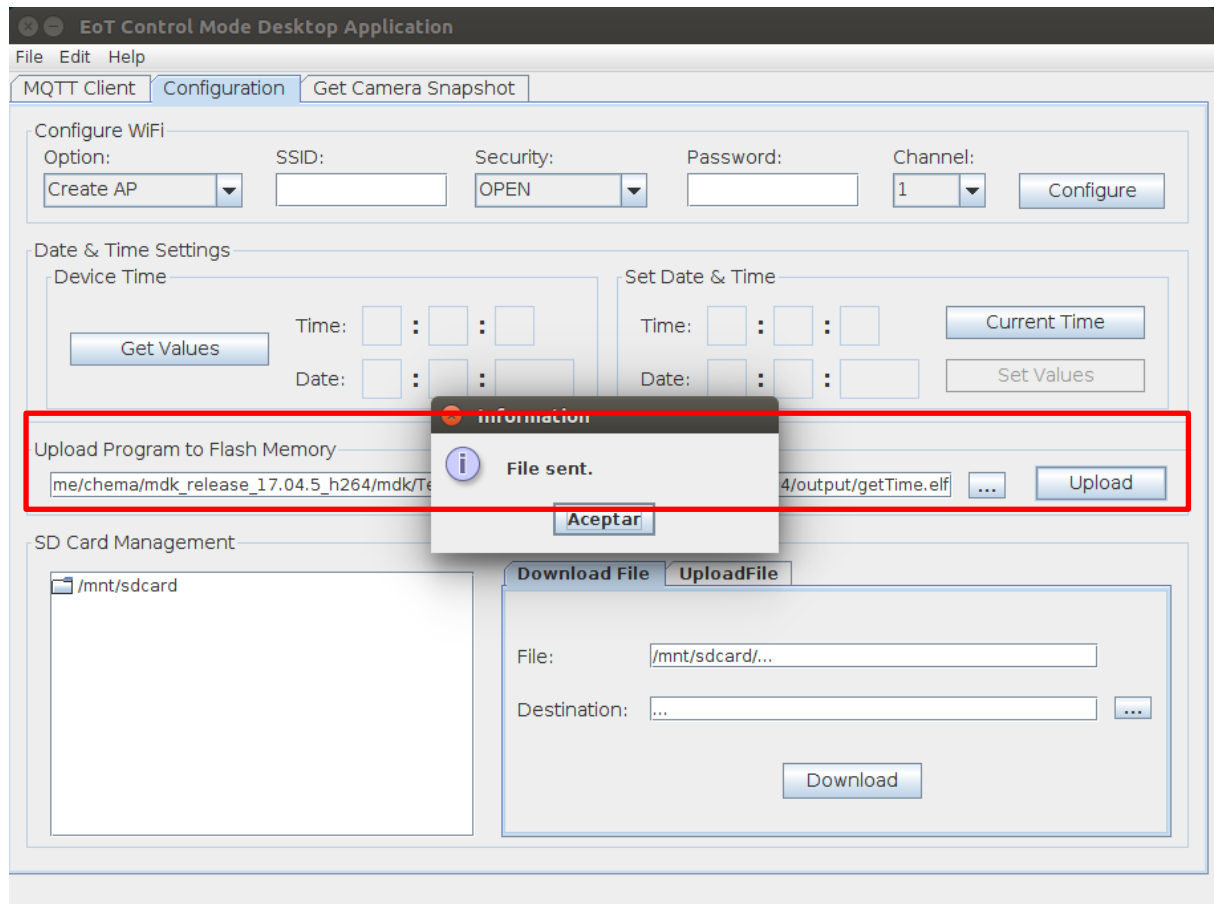 EoT Control Mode Desktop Application
File Edit Help
MQTT Client Configuration Get Camera Snapshot
Configure WiFi
Option: SSID: Security: Password: Channel:
Create AP OPEN 1 Configure
Date & Time Settings
Device Time Set Date & Time
Time: : : Time: : : Current Time
Get Values
Date: : : Date: : : Set Values
Information
Upload Program to Flash Memory
File sent.
me/chema/mdk_release_17.04.5_h264/mdk/Te 4/output/getTime.elf ... Upload
Aceptar
SD Card Management
Download File UploadFile
/mnt/sdcard
File: /mnt/sdcard/...
Destination: ... ...
Download